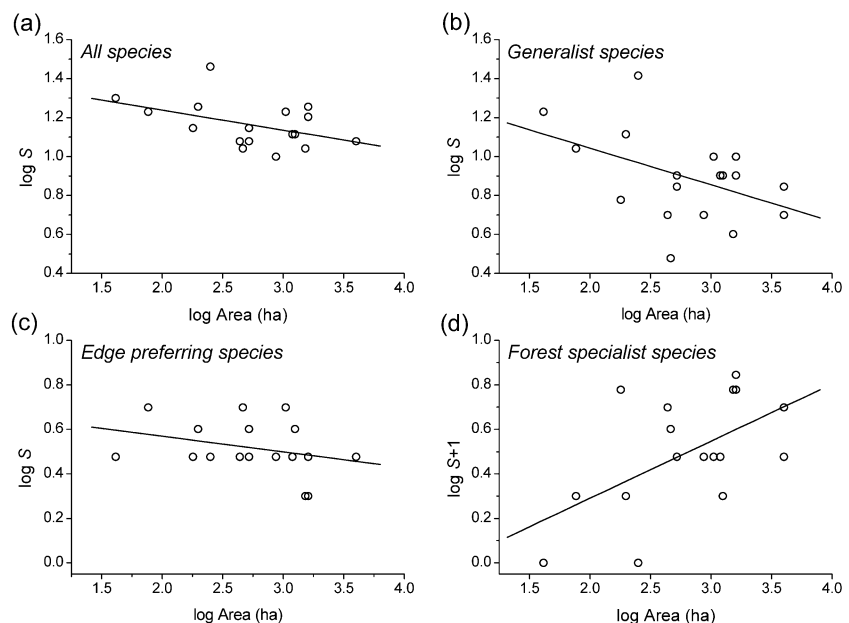 (a)
All species
1.6
1.4
1.2
1.0
0.8
0.6
0.4
log S
1.5 2.0 2.5 3.0 3.5 4.0
log Area (ha)
(b)
Generalist species
1.6
1.4
1.2
1.0
0.8
0.6
0.4
log S
1.5 2.0 2.5 3.0 3.5 4.0
log Area (ha)
(c)
Edge preferring species
1.0
0.8
0.6
0.4
0.2
0.0
log S
1.5 2.0 2.5 3.0 3.5 4.0
log Area (ha)
(d)
Forest specialist species
1.0
0.8
0.6
0.4
0.2
0.0
log S+1
1.5 2.0 2.5 3.0 3.5 4.0
log Area (ha)